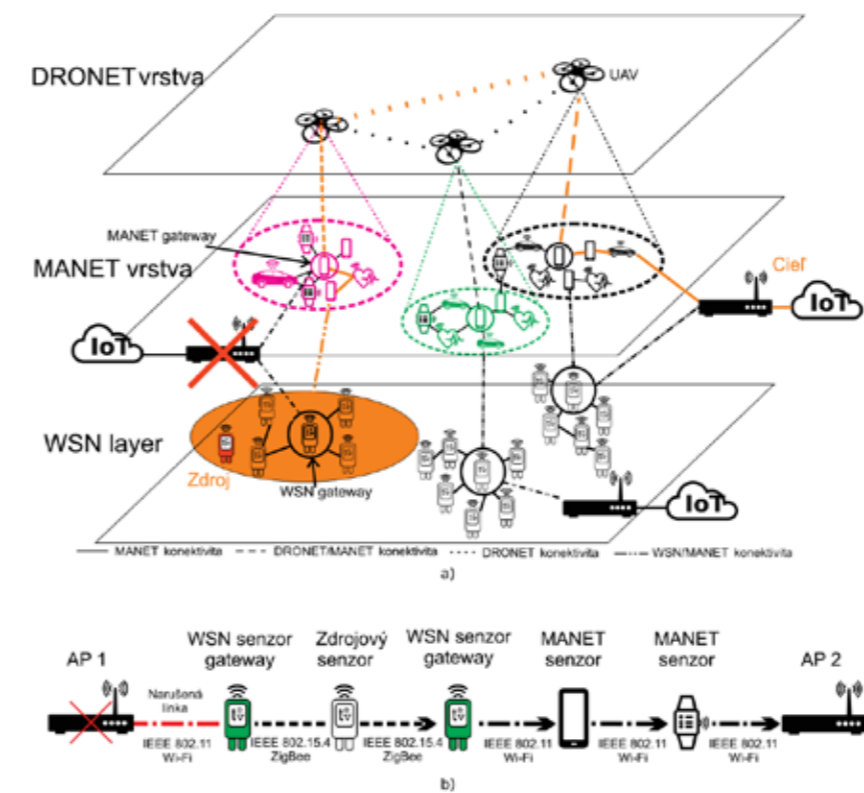 DRONET vrstva
UAV
MANET gateway
MANET vrstva
Cieľ
IoT
IoT
WSN layer
Zdroj
WSN gateway
IoT
MANET konektivita
DRONET/MANET konektivita
DRONET konektivita
WSN/MANET konektivita
a)
AP 1
WSN senzor
gateway
Zdrojový
senzor
WSN senzor
gateway
MANET
senzor
MANET
senzor
AP 2
Narušená
linka
IEEE 802.11
Wi-Fi
IEEE 802.15.4
ZigBee
IEEE 802.15.4
ZigBee
IEEE 802.11
Wi-Fi
IEEE 802.11
Wi-Fi
IEEE 802.11
Wi-Fi
b)